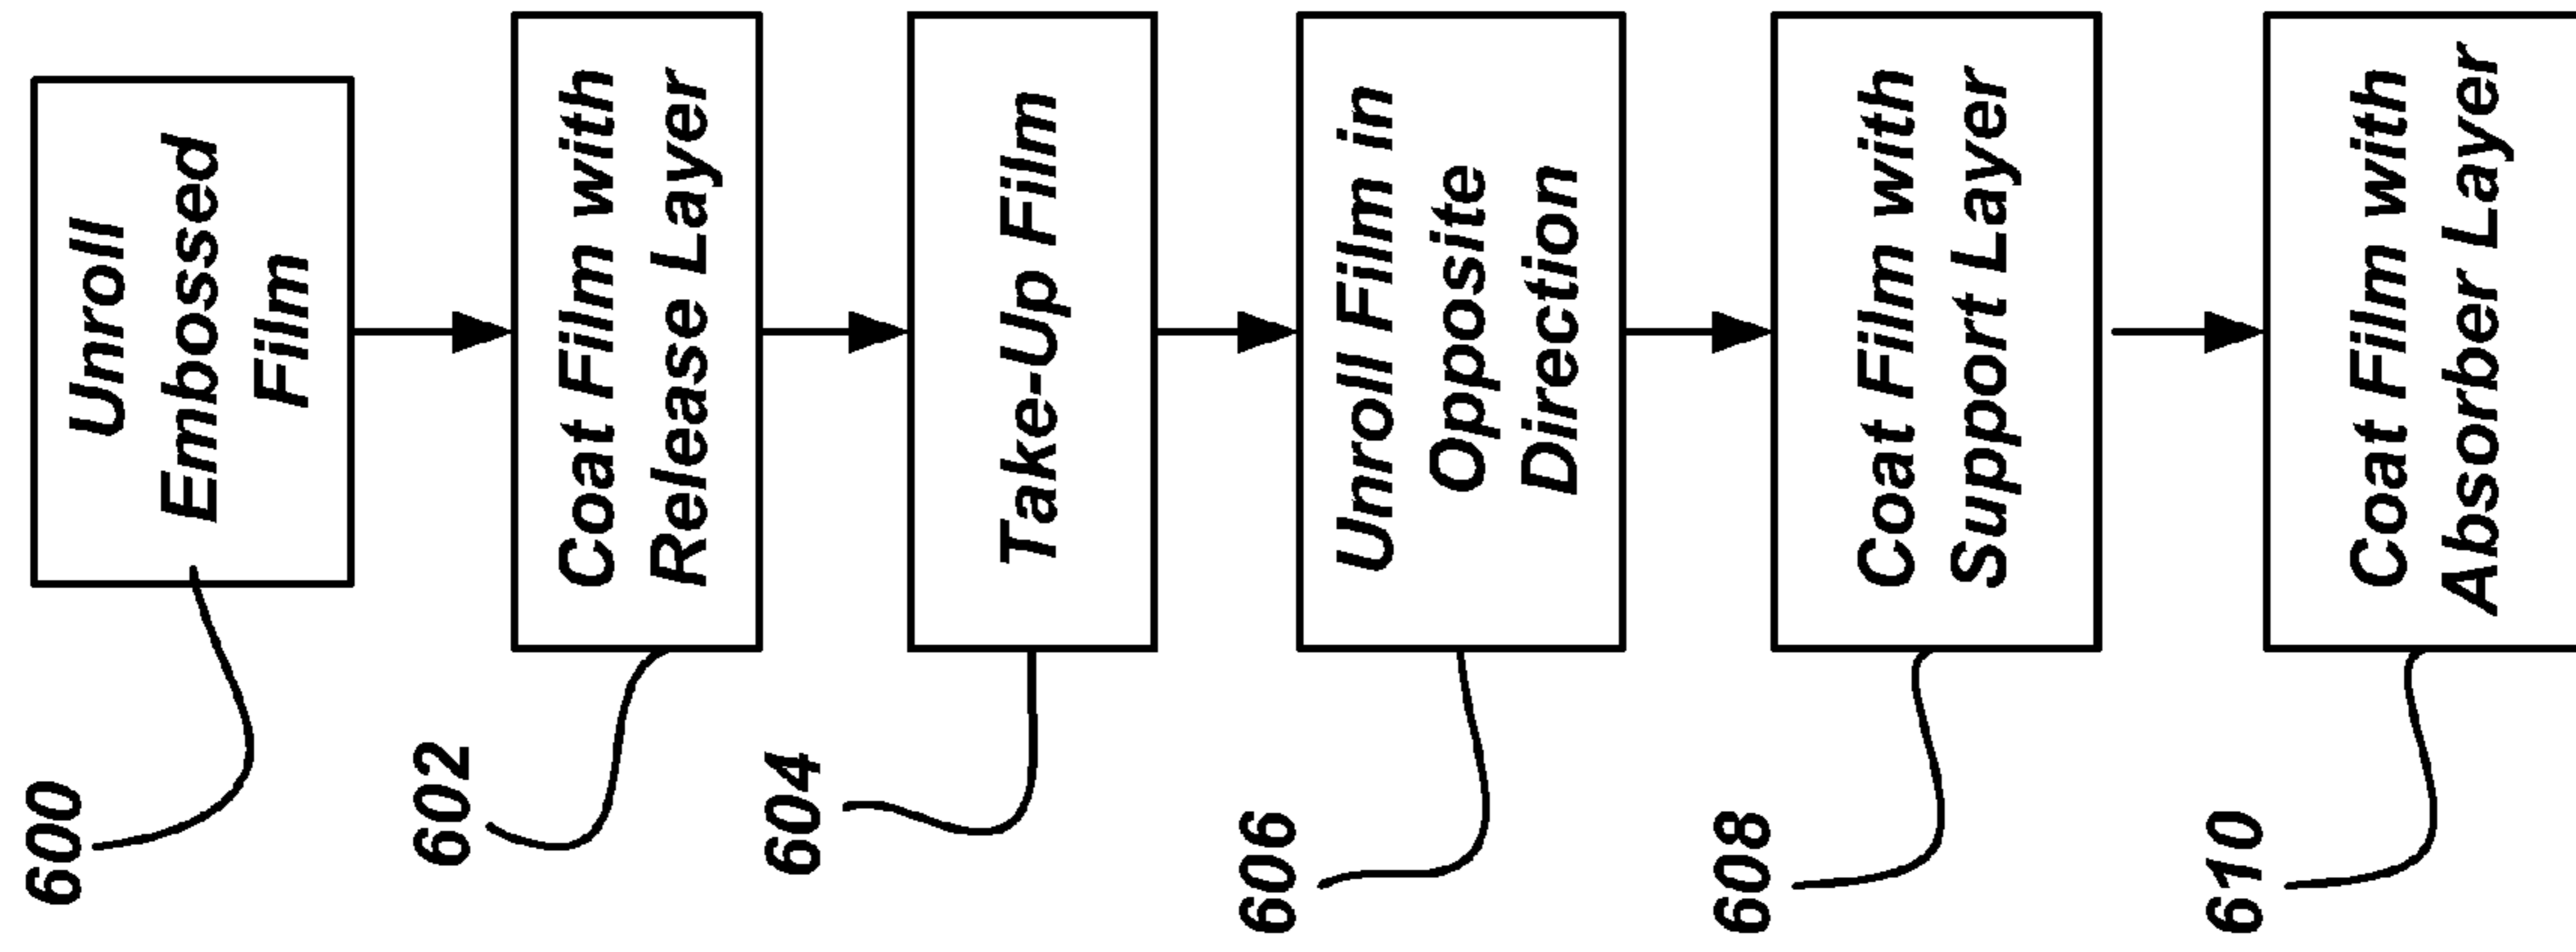 600
Unroll
Embossed
Film
602
Coat Film with
Release Layer
604
Take-Up Film
606
Unroll Film in
Opposite
Direction
608
Coat Film with
Support Layer
610
Coat Film with
Absorber Layer